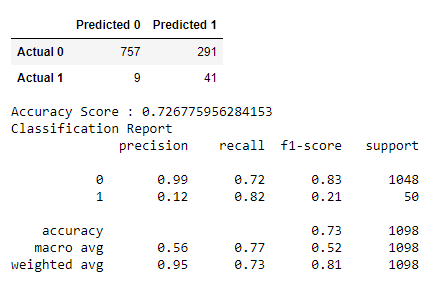 Predicted 0 Predicted 1
Actual 0 757 291
Actual 1 9 41
Accuracy Score : 0.726775956284153
Classification Report
precision recall f1-score support
0 0.99 0.72 0.83 1048
1 0.12 0.82 0.21 50
accuracy 0.73 1098
macro avg 0.56 0.77 0.52 1098
weighted avg 0.95 0.73 0.81 1098